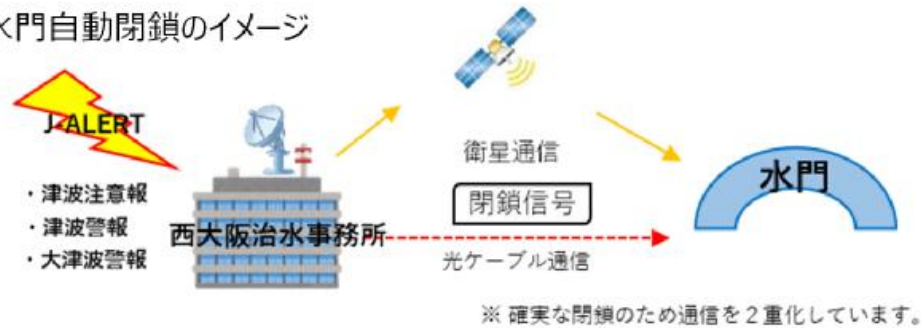 水門自動閉鎖のイメージ
J-ALERT
・津波注意報
・津波警報
・大津波警報
西大阪治水事務所
衛星通信
閉鎖信号
光ケーブル通信
水門
※ 確実な閉鎖のため通信を２重化しています。